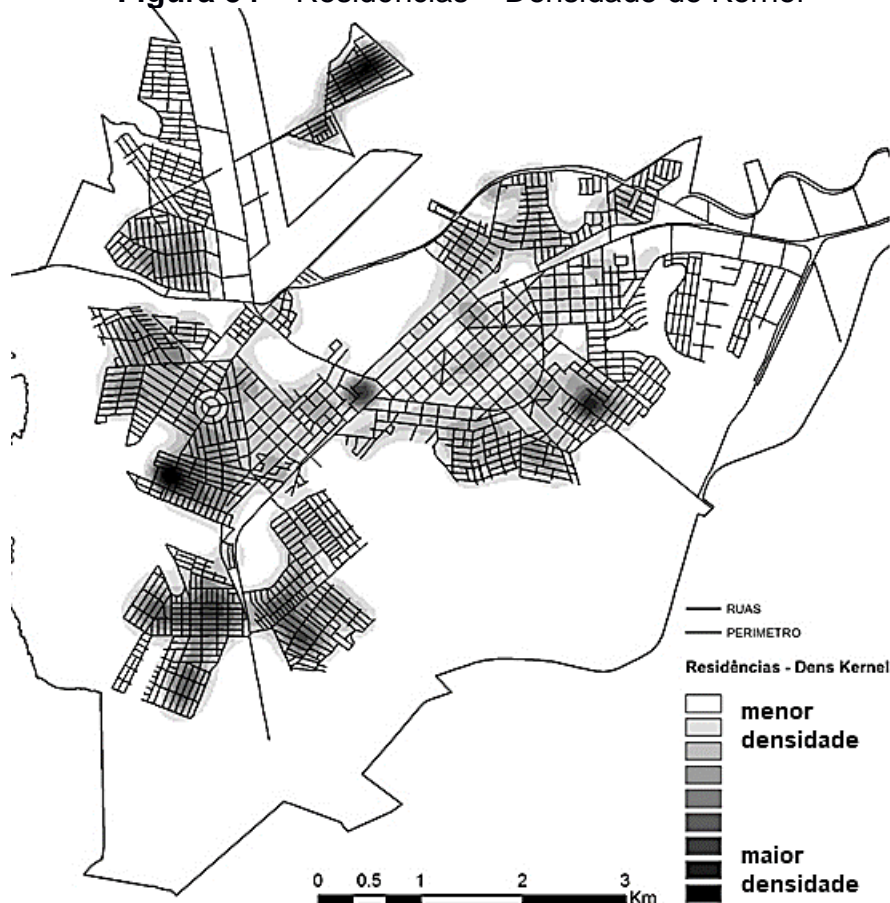 Residências – Densidade de Kernel
RUAS
PERIMETRO
Residências - Dens Kernel
menor
densidade
maior
densidade
0 0.5 1 2 3
Km